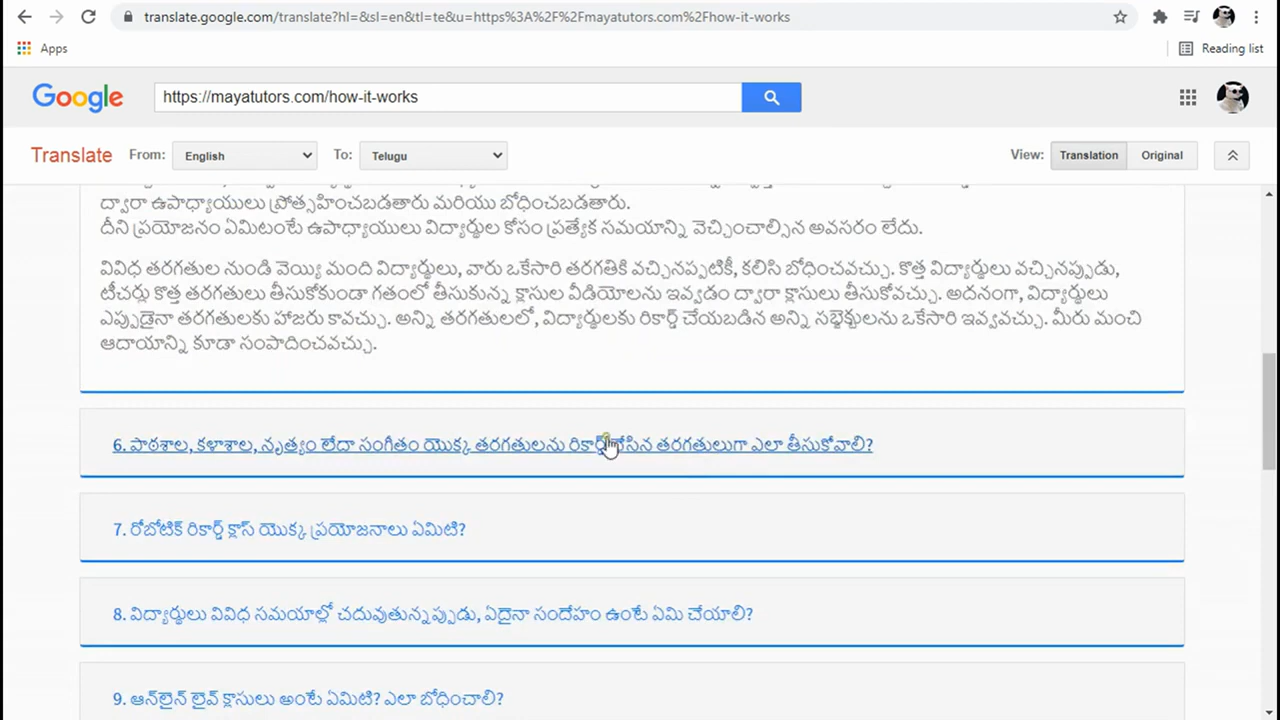 translate.google.com/translate?hl=&sl=en&tl=te&u=https%3A%2F%2Fmayatutors.com%2Fhow-it-works
Apps
Reading list
Google
https://mayatutors.com/how-it-works
Translate From: English To: Telugu View: Translation Original
ద్వారా ఉపాధ్యాయులు ప్రోత్సహించబడతారు మరియు బోధించబడతారు.
దీని ప్రయోజనం ఏమిటంటే ఉపాధ్యాయులు విద్యార్థుల కోసం ప్రత్యేక సమయాన్ని వెచ్చించాల్సిన అవసరం లేదు.
వివిధ తరగతుల నుండి వెయ్యి మంది విద్యార్థులు, వారు ఒకేసారి తరగతికి వచ్చినప్పటికీ, కలిసి బోధించవచ్చు. కొత్త విద్యార్థులు వచ్చినప్పుడు,
టీచర్లు కొత్త తరగతులు తీసుకోకుండా గతంలో తీసుకున్న క్లాసుల వీడియోలను ఇవ్వడం ద్వారా క్లాసులు తీసుకోవచ్చు. అదనంగా, విద్యార్థులు
ఎప్పుడైనా తరగతులకు హాజరు కావచ్చు. అన్ని తరగతులలో, విద్యార్థులకు రికార్డ్ చేయబడిన అన్ని సబ్జెక్టులను ఒకేసారి ఇవ్వవచ్చు. మీరు మంచి
ఆదాయాన్ని కూడా సంపాదించవచ్చు.
6. పాఠశాల, కళాశాల, నృత్యం లేదా సంగీతం యొక్క తరగతులను రికార్డ్ చేసిన తరగతులుగా ఎలా తీసుకోవాలి?
7. రోబోటిక్ రికార్డ్ క్లాస్ యొక్క ప్రయోజనాలు ఏమిటి?
8. విద్యార్థులు వివిధ సమయాల్లో చదువుతున్నప్పుడు, ఏదైనా సందేహం ఉంటే ఏమి చేయాలి?
9. ఆన్‌లైన్ లైవ్ క్లాసులు అంటే ఏమిటి? ఎలా బోధించాలి?